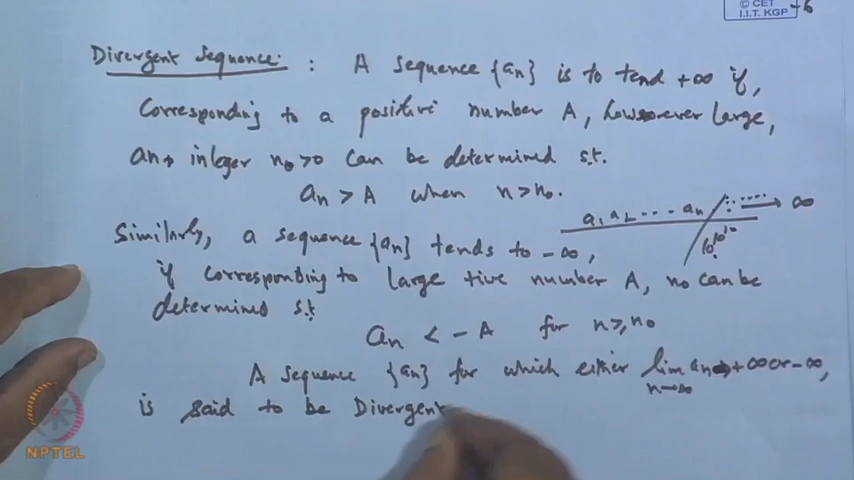 © CET
I.I.T. KGP
-6
Divergent Sequence : A sequence {an} is to tend +∞ if,
Corresponding to a positive number A, howsoever large,
an integer n0>0 can be determined s.t.
an > A when n>n0.
a1 a2 ... an ⋮ ..... → ∞
Similarly, a sequence {an} tends to -∞,
if corresponding to large +ive number A, n0 can be
determined s.t
an < -A for n≥n0
A sequence {an} for which either lim an → +∞ or -∞,
n→∞
is said to be Divergent
NPTEL